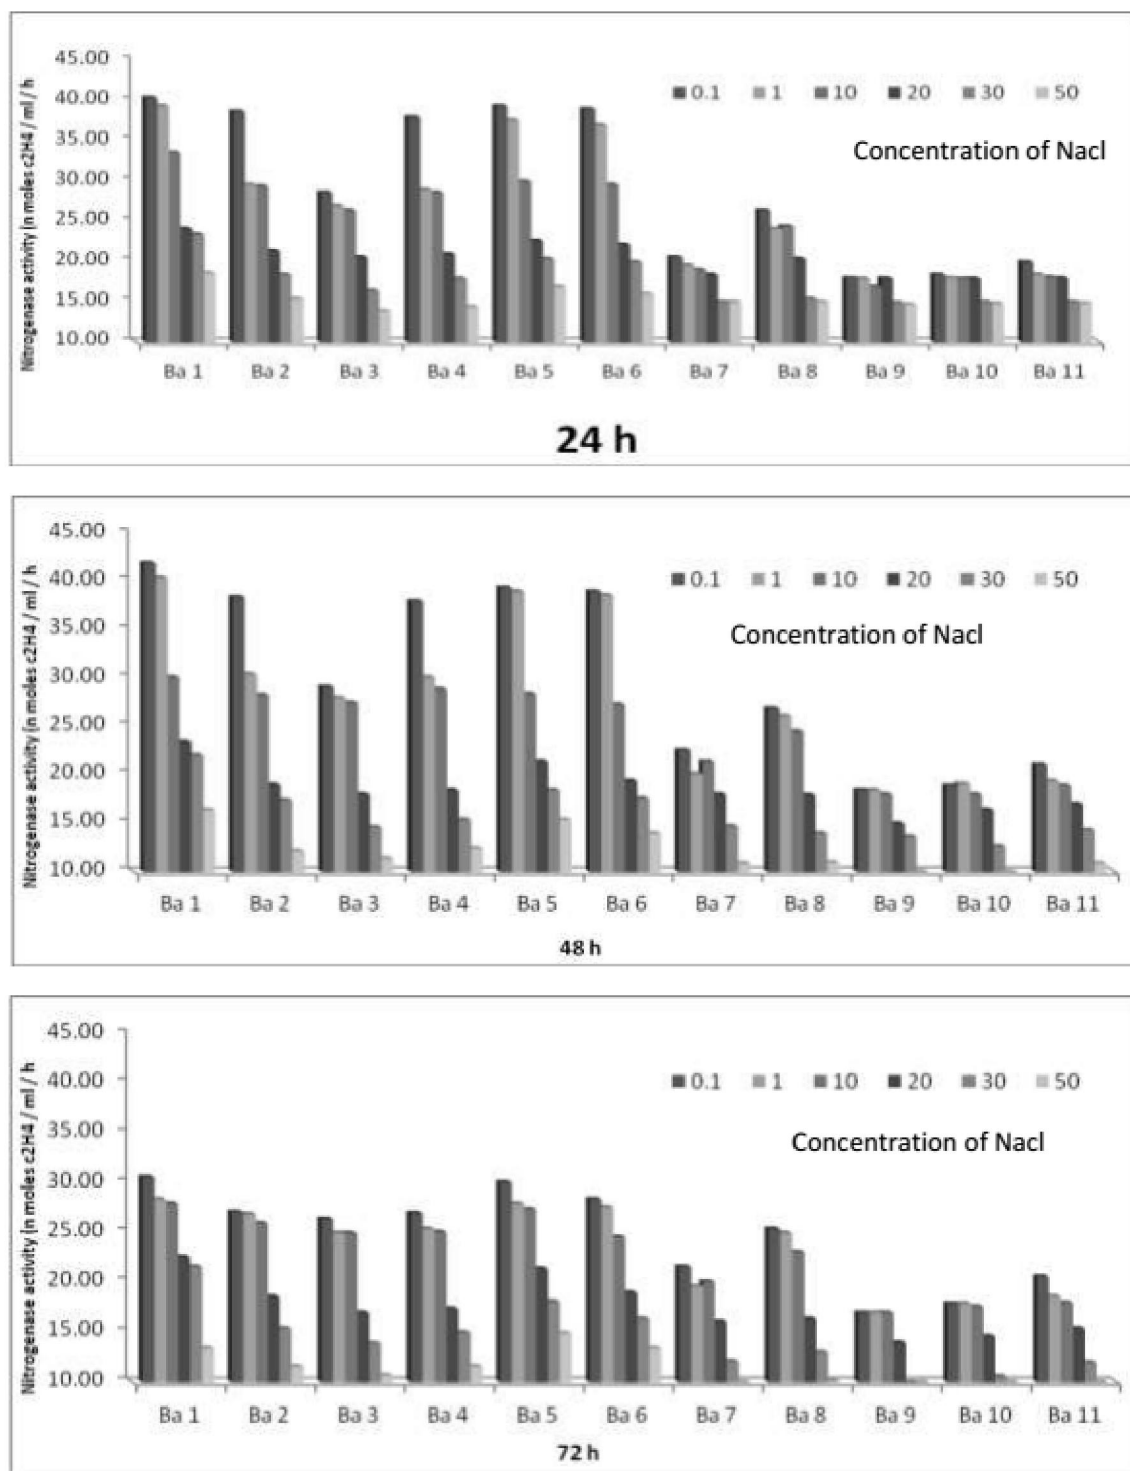 45.00
40.00
35.00
30.00
25.00
20.00
15.00
10.00
Nitrogenase activity (n moles c2H4 / ml / h
0.1 1 10 20 30 50
Concentration of Nacl
Ba 1 Ba 2 Ba 3 Ba 4 Ba 5 Ba 6 Ba 7 Ba 8 Ba 9 Ba 10 Ba 11
24 h
45.00
40.00
35.00
30.00
25.00
20.00
15.00
10.00
Nitrogenase activity (n moles c2H4 / ml / h
0.1 1 10 20 30 50
Concentration of Nacl
Ba 1 Ba 2 Ba 3 Ba 4 Ba 5 Ba 6 Ba 7 Ba 8 Ba 9 Ba 10 Ba 11
48 h
45.00
40.00
35.00
30.00
25.00
20.00
15.00
10.00
Nitrogenase activity (n moles c2H4 / ml / h
0.1 1 10 20 30 50
Concentration of Nacl
Ba 1 Ba 2 Ba 3 Ba 4 Ba 5 Ba 6 Ba 7 Ba 8 Ba 9 Ba 10 Ba 11
72 h